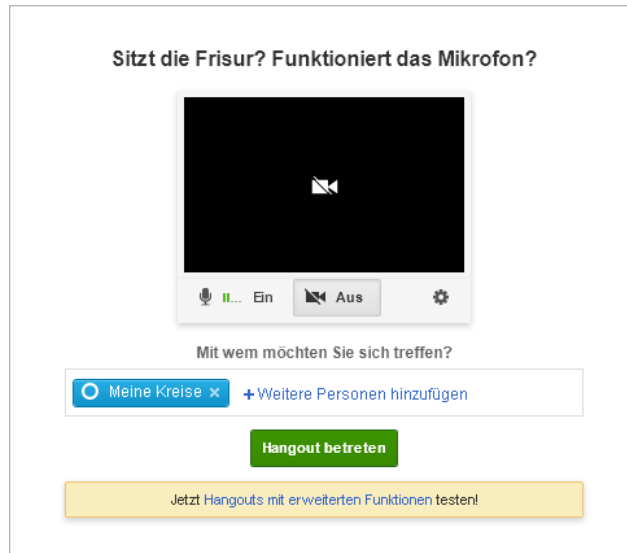 Sitzt die Frisur? Funktioniert das Mikrofon?
Ein Aus
Mit wem möchten Sie sich treffen?
Meine Kreise × +Weitere Personen hinzufügen
Hangout betreten
Jetzt Hangouts mit erweiterten Funktionen testen!